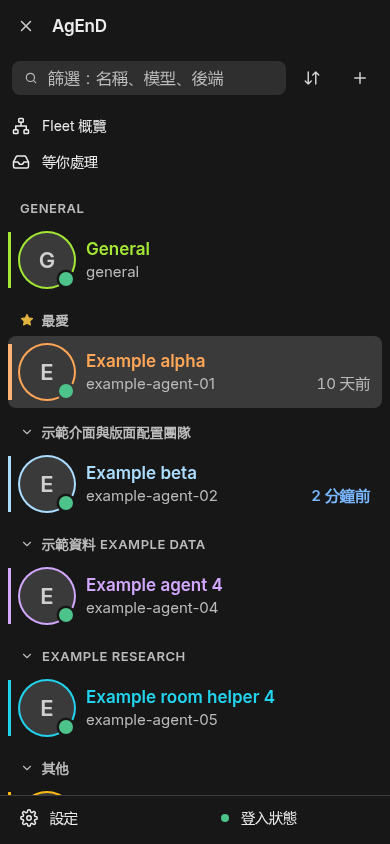 AgEnD
篩選：名稱、模型、後端
Fleet 概覽
等你處理
GENERAL
G
General
general
最愛
E
Example alpha
example-agent-01
10 天前
示範介面與版面配置團隊
E
Example beta
example-agent-02
2 分鐘前
示範資料 EXAMPLE DATA
E
Example agent 4
example-agent-04
EXAMPLE RESEARCH
E
Example room helper 4
example-agent-05
其他
設定
登入狀態